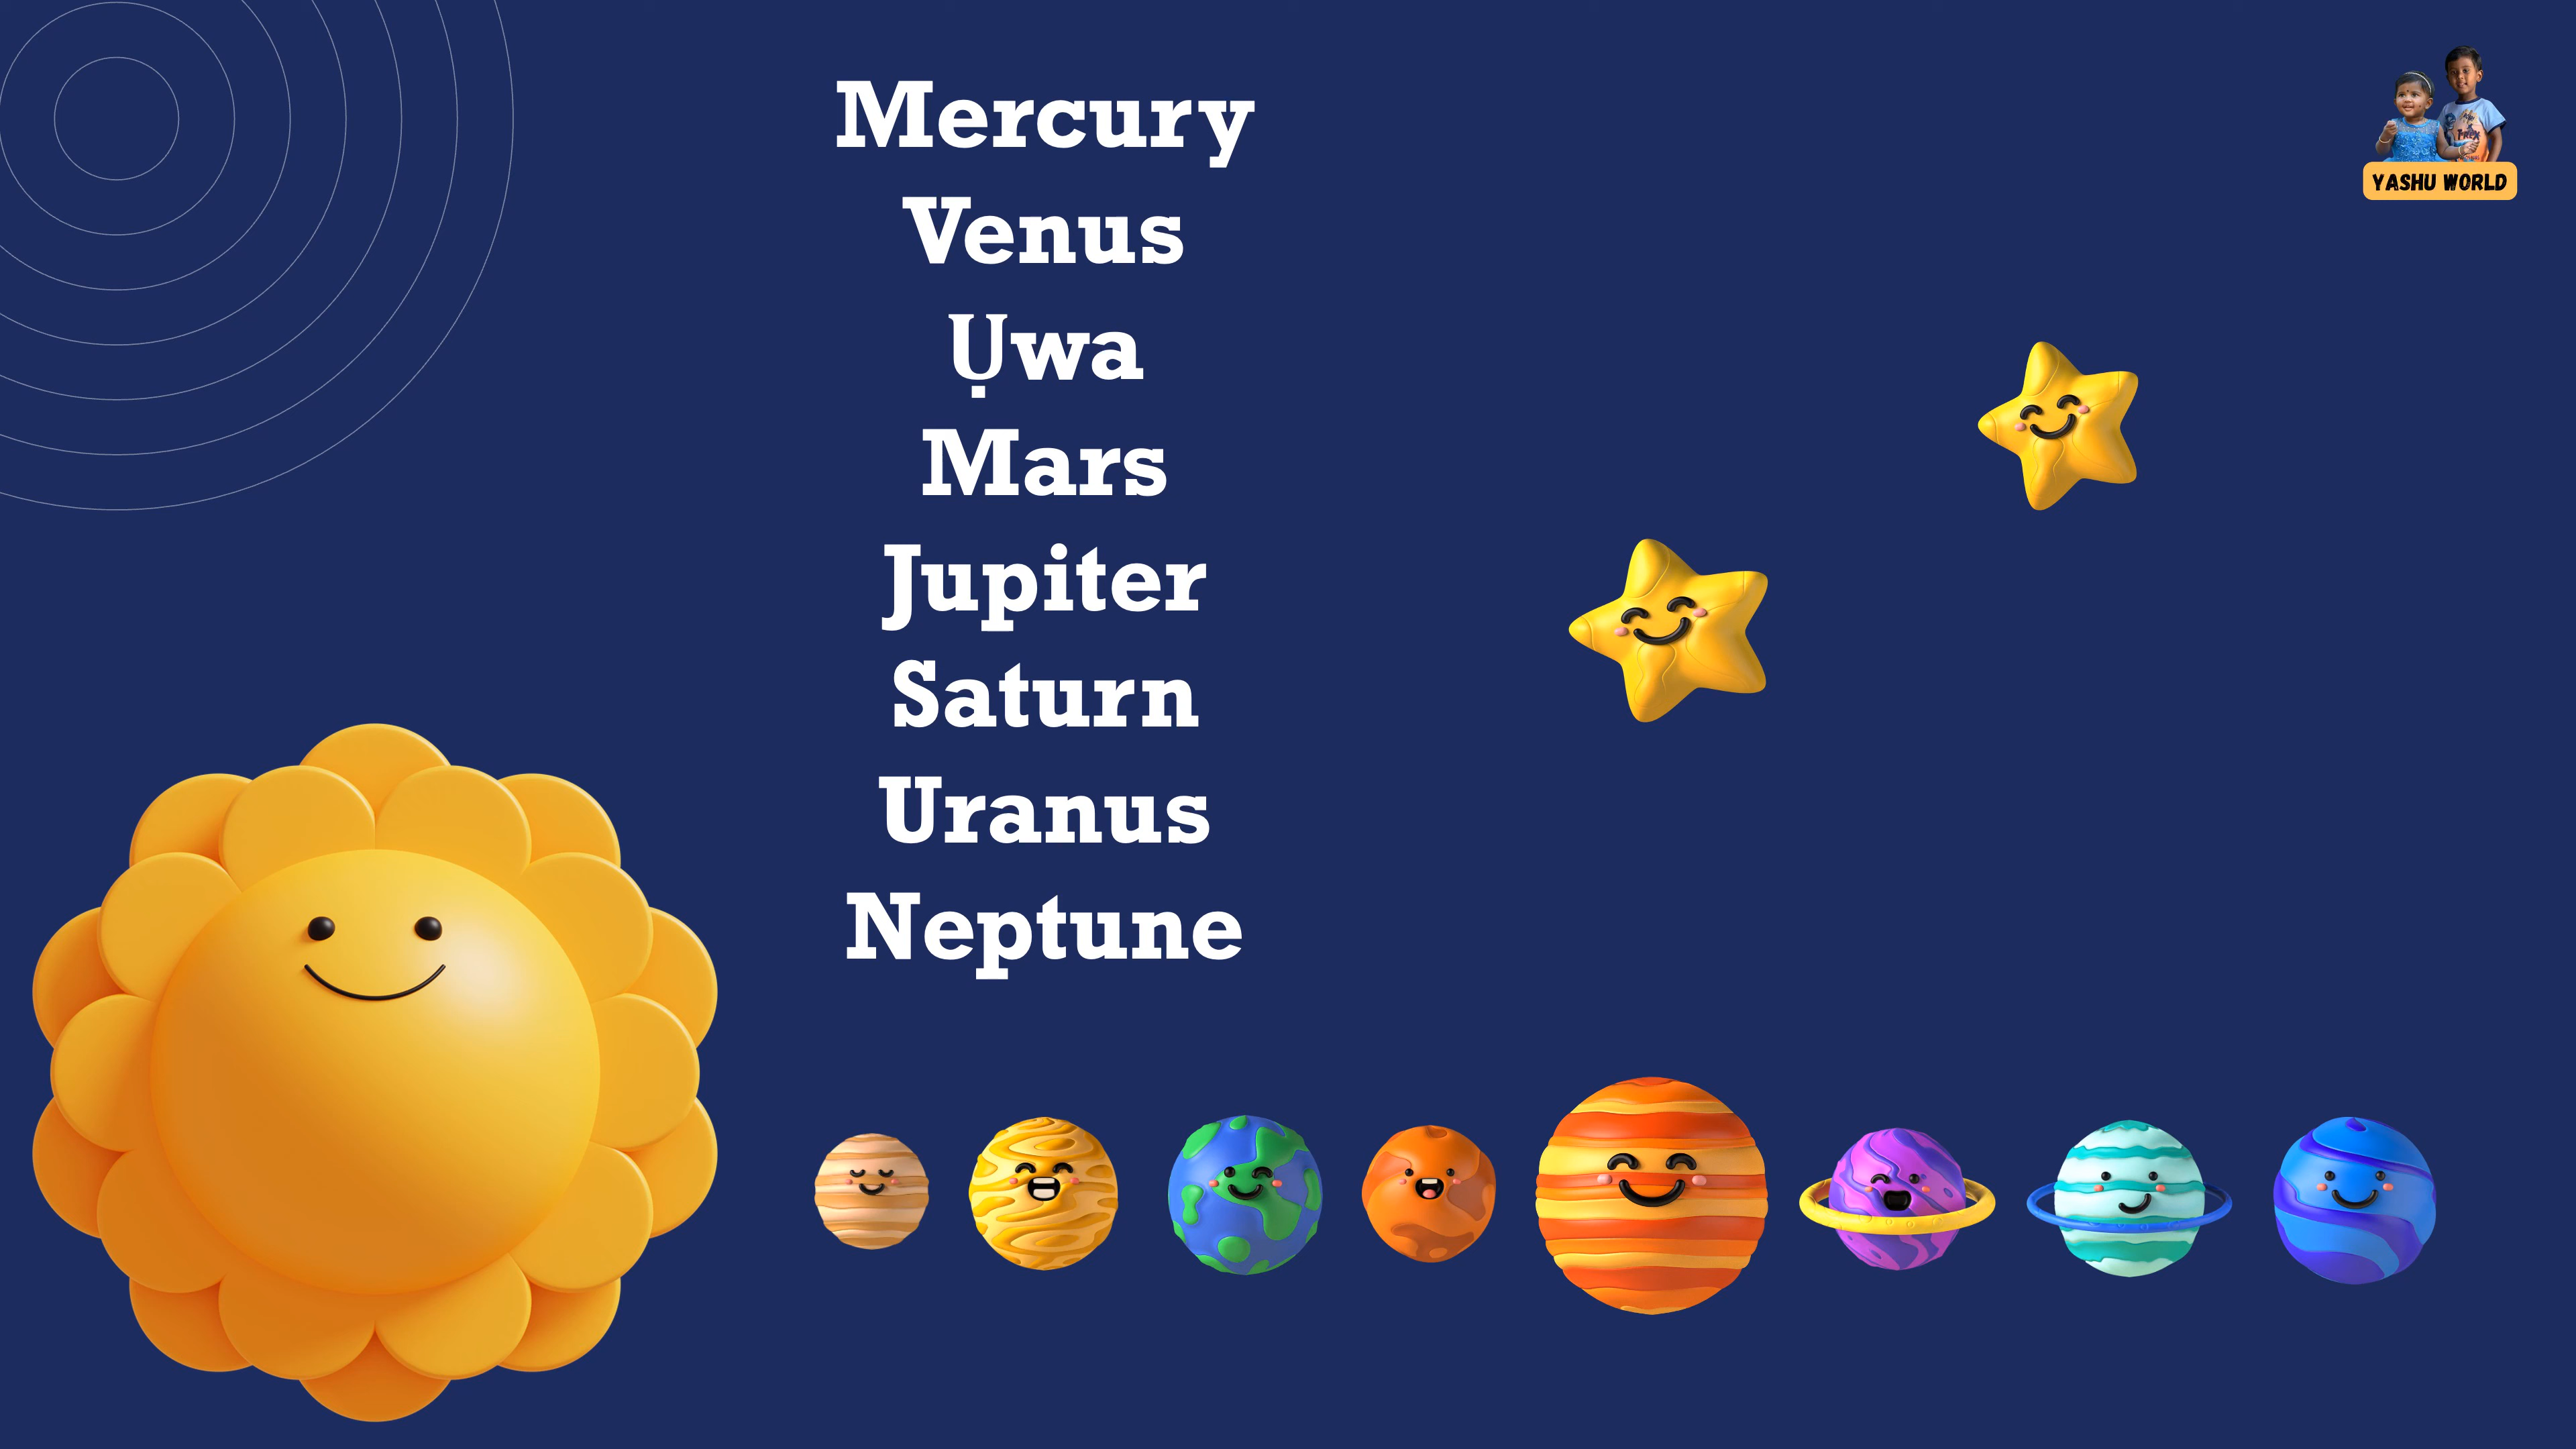 Mercury
Venus
Ụwa
Mars
Jupiter
Saturn
Uranus
Neptune
YASHU WORLD